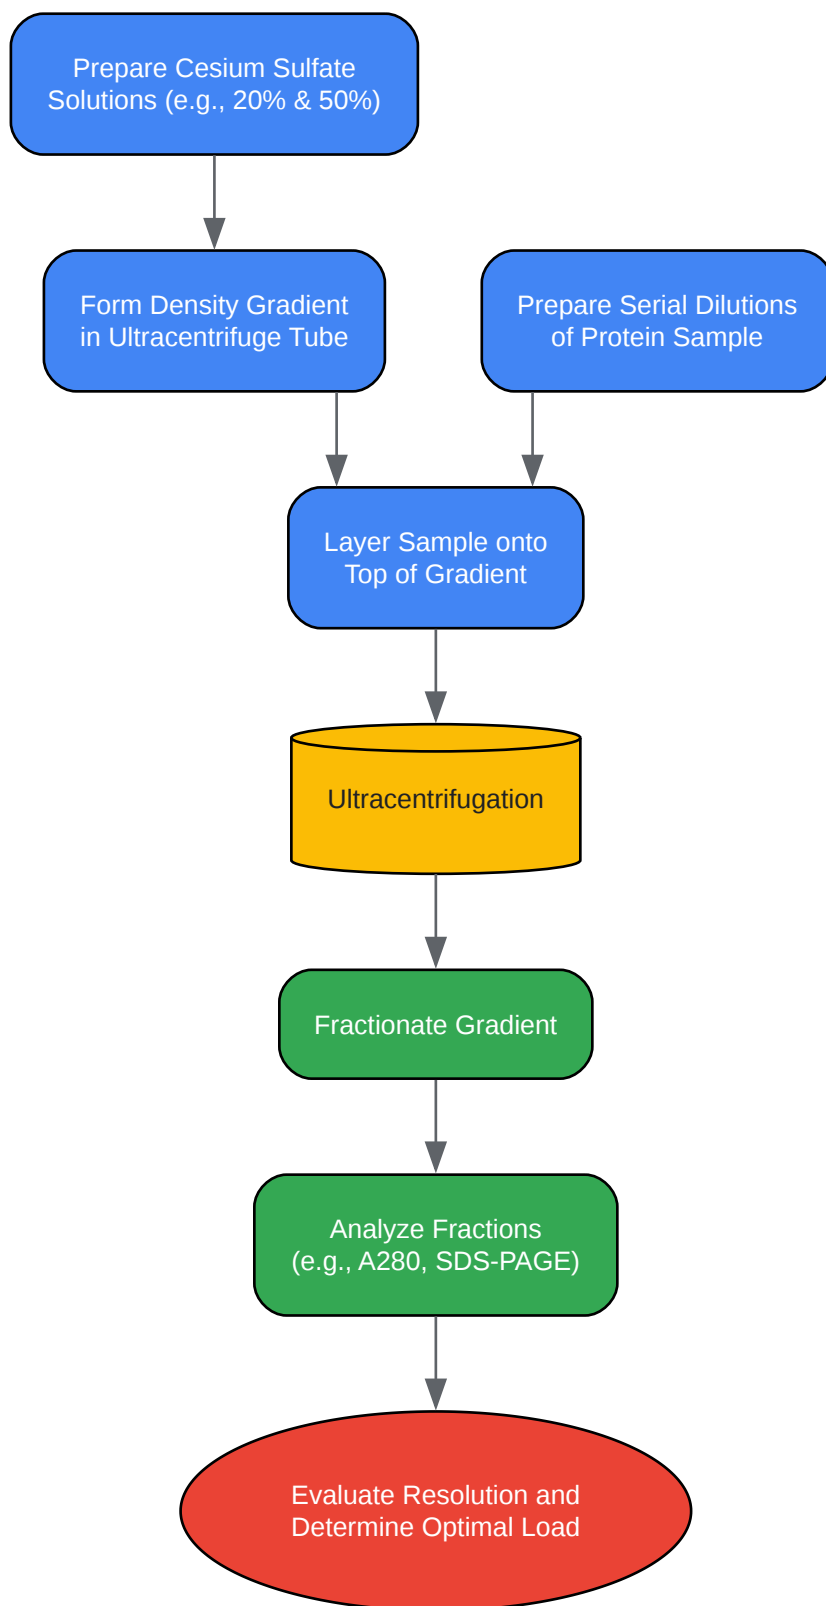 Prepare Cesium Sulfate
Solutions (e.g., 20% & 50%)
Form Density Gradient
in Ultracentrifuge Tube
Prepare Serial Dilutions
of Protein Sample
Layer Sample onto
Top of Gradient
Ultracentrifugation
Fractionate Gradient
Analyze Fractions
(e.g., A280, SDS-PAGE)
Evaluate Resolution and
Determine Optimal Load